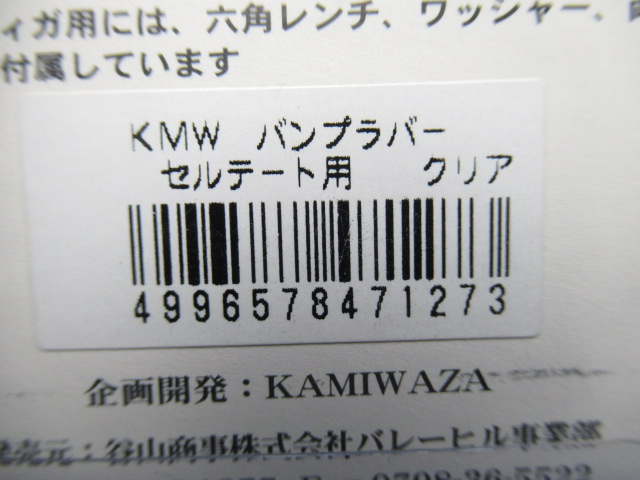 ィガ用には、六角レンチ、ワッシャー、
付属しています
KMW バンプラバー
セルテート用 クリア
4996578471273
企画開発：KAMIWAZA
発売元：谷山商事株式会社バレーヒル事業部
0798-36-5522